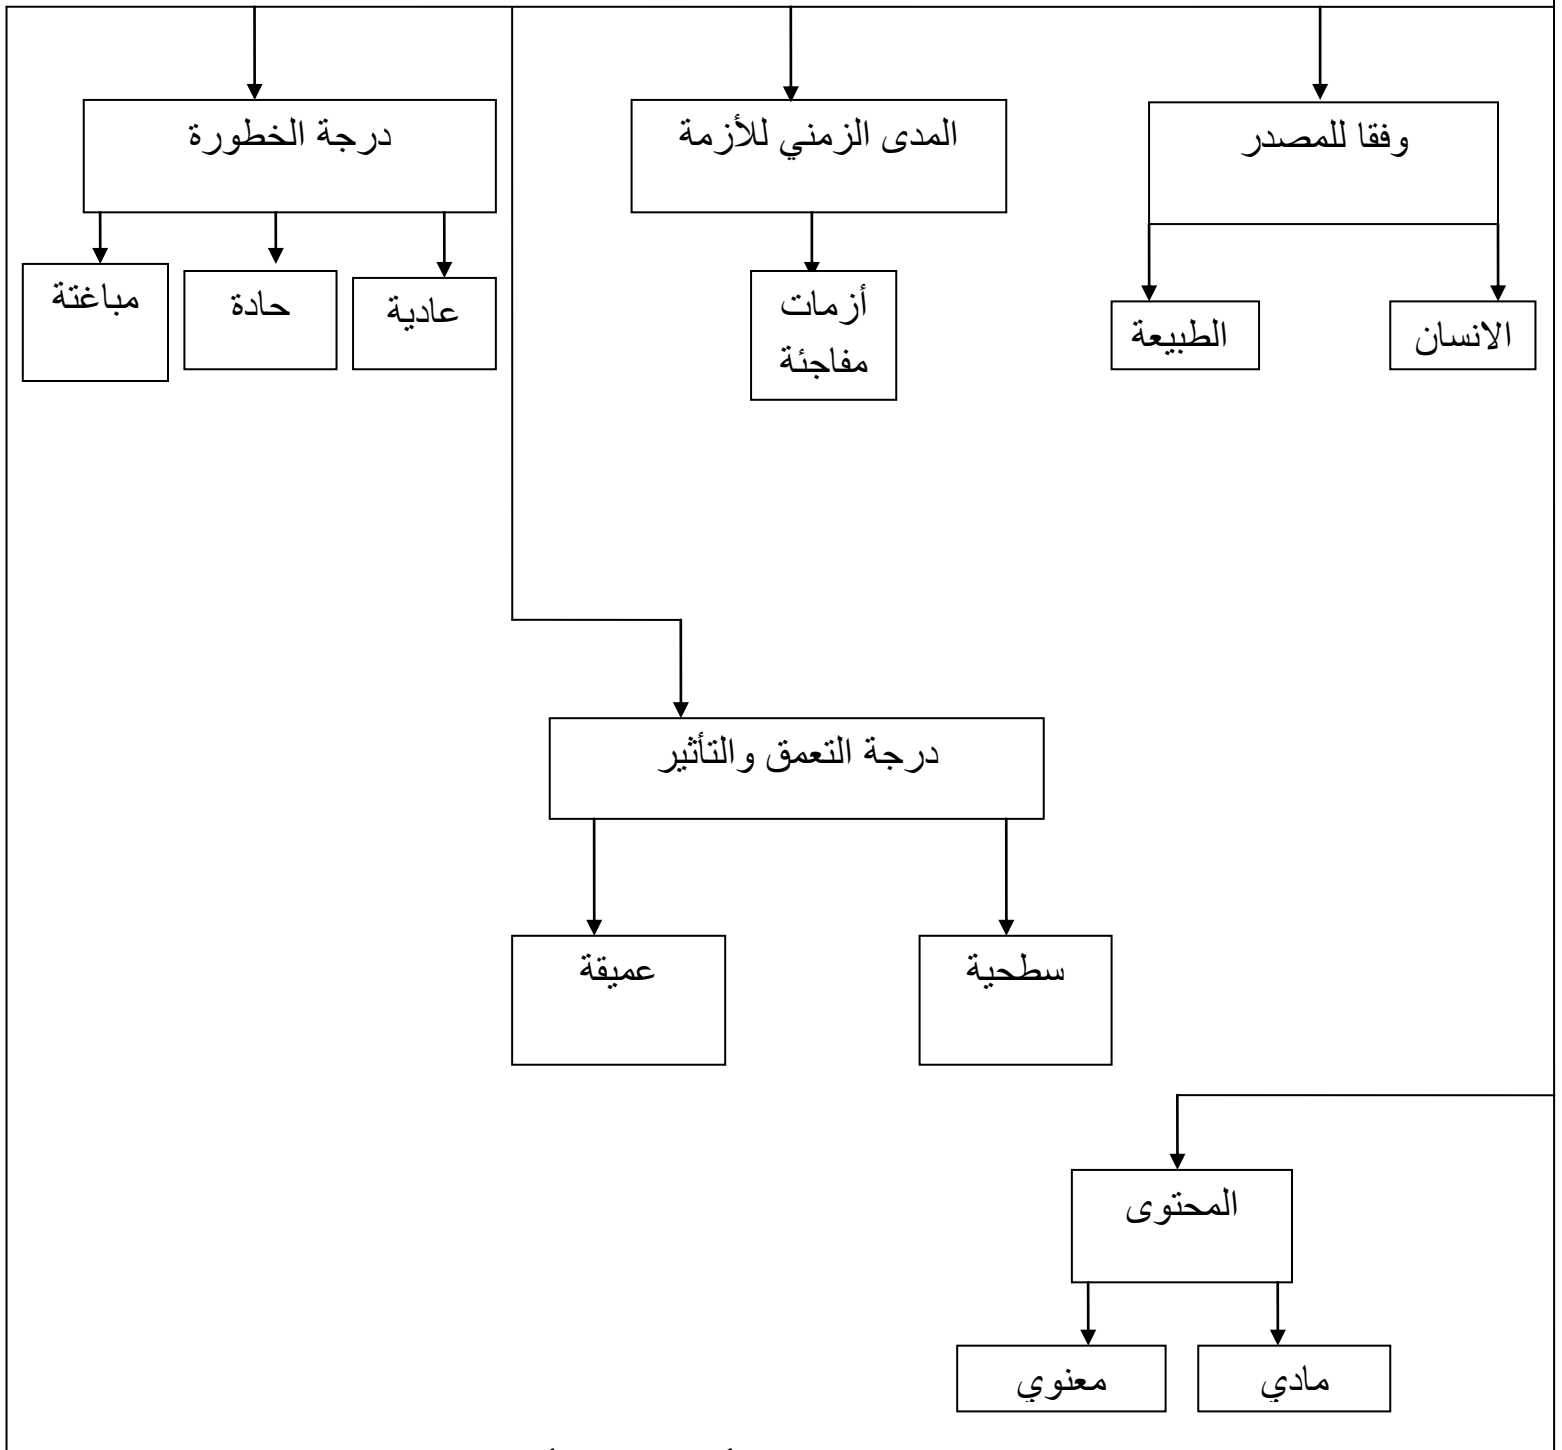 وفقا للمصدر
المدى الزمني للأزمة
درجة الخطورة
الانسان
الطبيعة
أزمات
مفاجئة
عادية
حادة
مباغتة
درجة التعمق والتأثير
سطحية
عميقة
المحتوى
مادي
معنوي